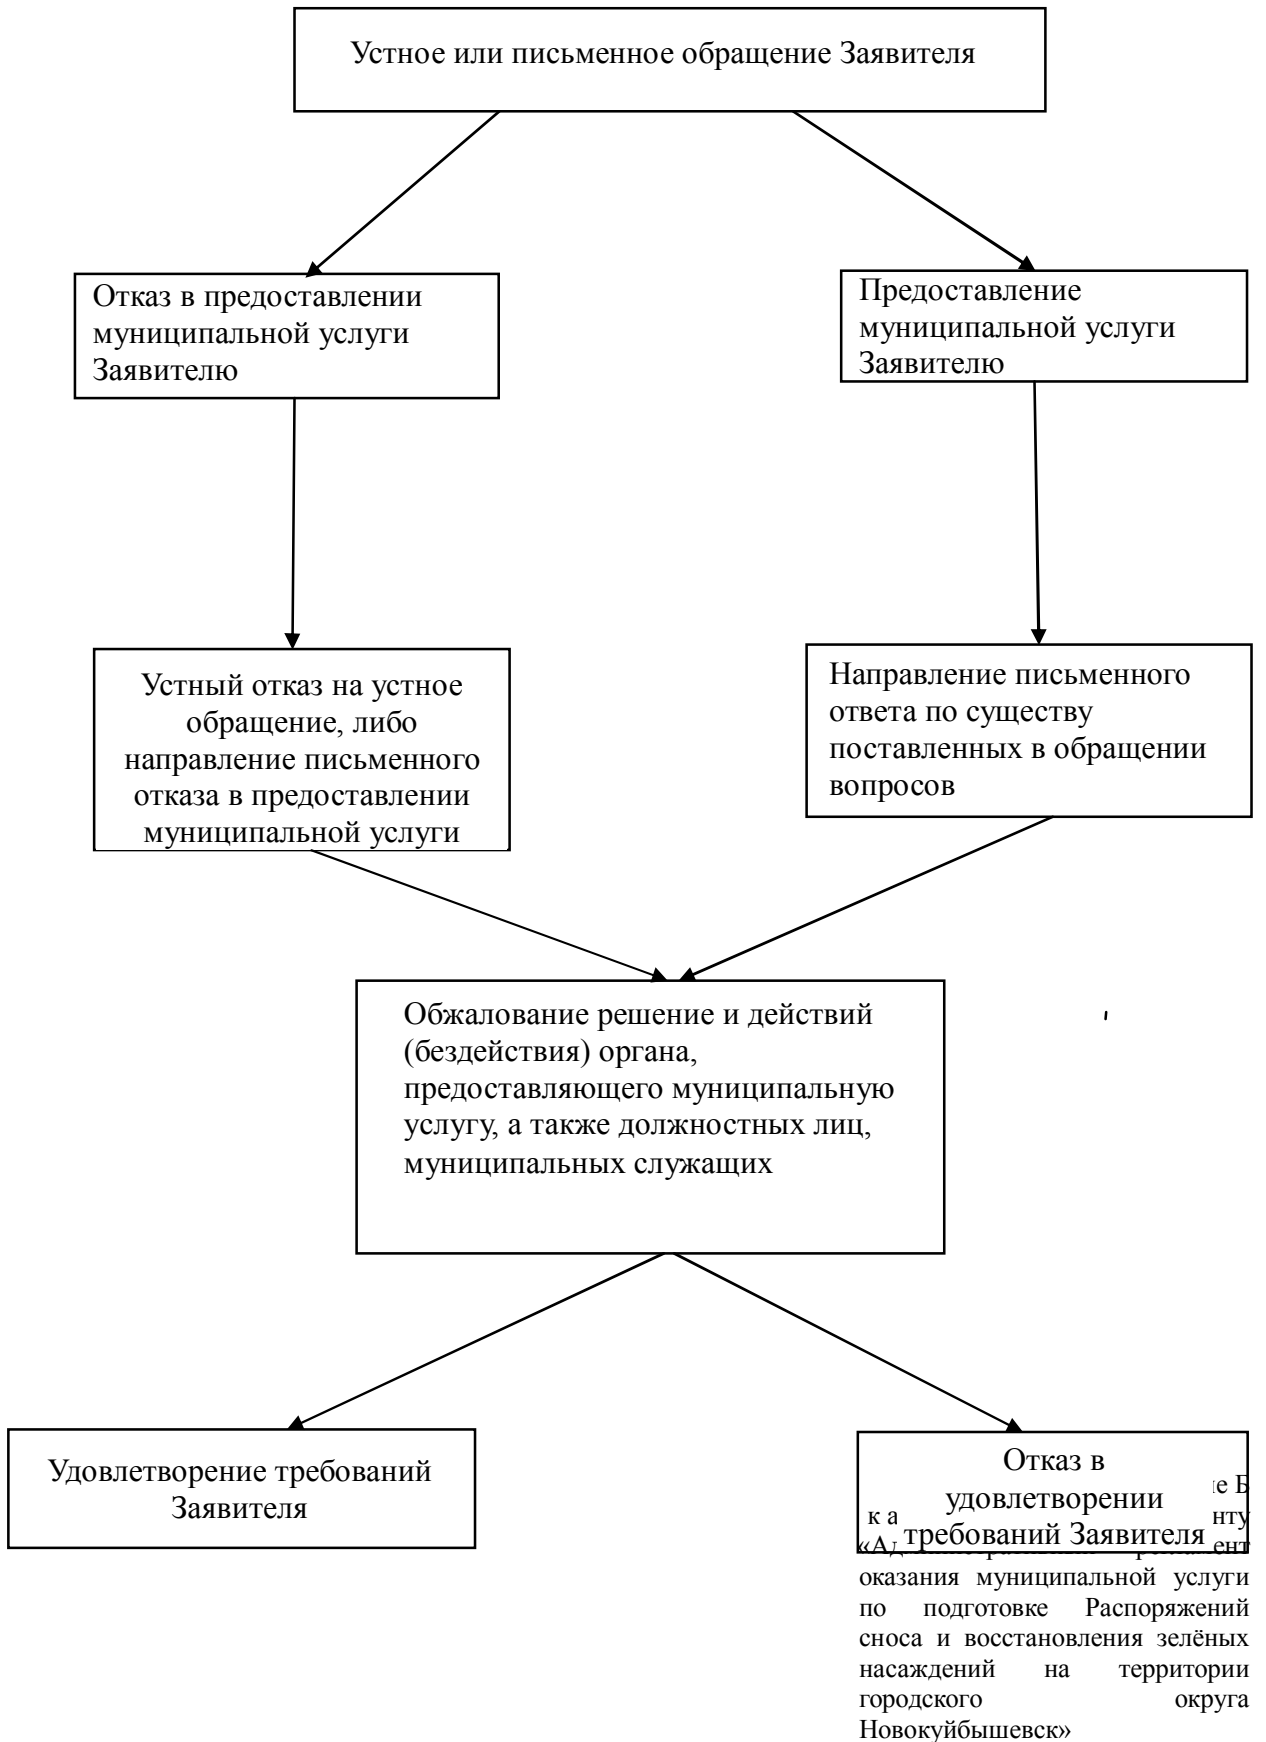 Устное или письменное обращение Заявителя
Отказ в предоставлении
муниципальной услуги
Заявителю
Предоставление
муниципальной услуги
Заявителю
Устный отказ на устное
обращение, либо
направление письменного
отказа в предоставлении
муниципальной услуги
Направление письменного
ответа по существу
поставленных в обращении
вопросов
Обжалование решение и действий
(бездействия) органа,
предоставляющего муниципальную
услугу, а также должностных лиц,
муниципальных служащих
Удовлетворение требований
Заявителя
Отказ в
удовлетворении
требований Заявителя
Б
к
оказания муниципальной услуги
по подготовке Распоряжений
сноса и восстановления зелёных
насаждений на территории
городского округа
Новокуйбышевск»